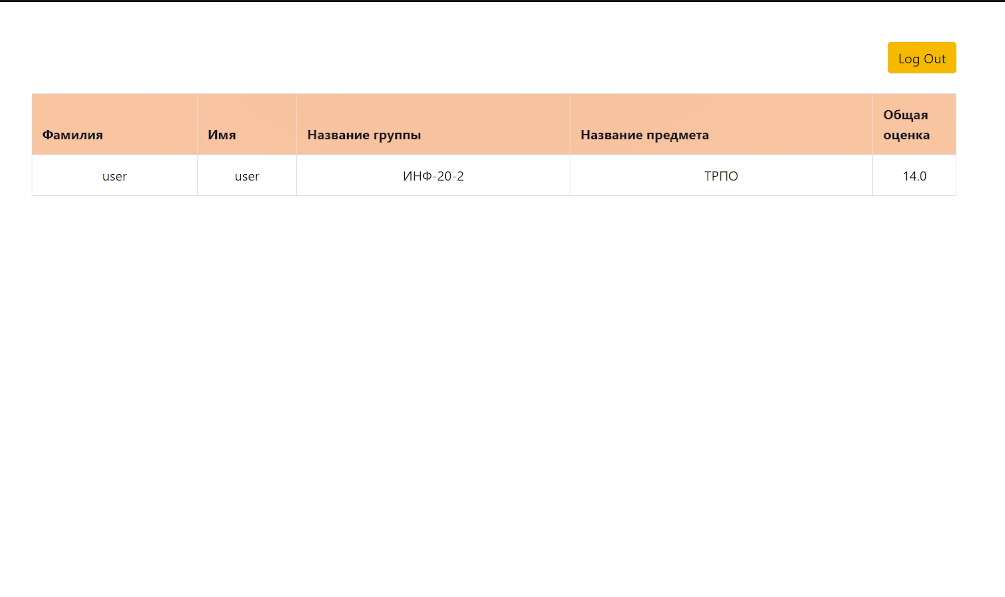 Log Out
Фамилия Имя Название группы Название предмета Общая оценка
user user ИНФ-20-2 ТРПО 14.0